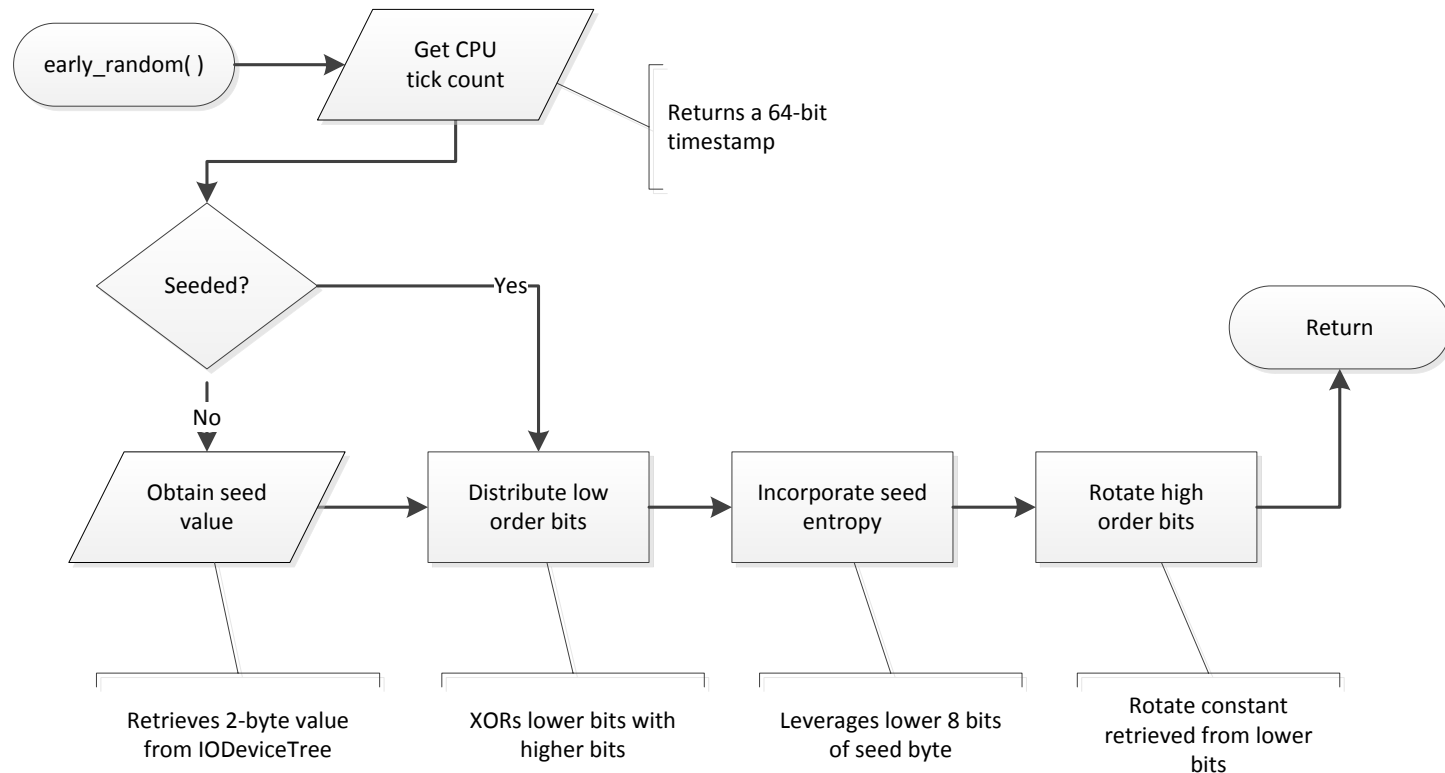 early_random( )
Get CPU
tick count
Returns a 64-bit
timestamp
Seeded?
Yes
Return
No
Obtain seed
value
Distribute low
order bits
Incorporate seed
entropy
Rotate high
order bits
Retrieves 2-byte value
from IODeviceTree
XORs lower bits with
higher bits
Leverages lower 8 bits
of seed byte
Rotate constant
retrieved from lower
bits